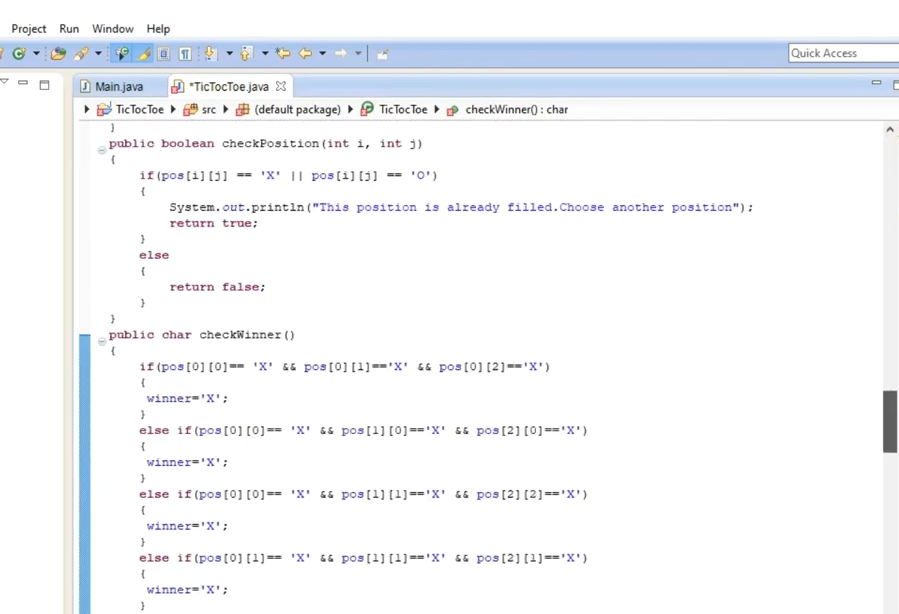 Project Run Window Help
Quick Access
Main.java *TicTocToe.java
TicTocToe src (default package) TicTocToe checkWinner() : char
}
public boolean checkPosition(int i, int j)
{
if(pos[i][j] == 'X' || pos[i][j] == 'O')
{
System.out.println("This position is already filled.Choose another position");
return true;
}
else
{
return false;
}
}
public char checkWinner()
{
if(pos[0][0]== 'X' && pos[0][1]=='X' && pos[0][2]=='X')
{
winner='X';
}
else if(pos[0][0]== 'X' && pos[1][0]=='X' && pos[2][0]=='X')
{
winner='X';
}
else if(pos[0][0]== 'X' && pos[1][1]=='X' && pos[2][2]=='X')
{
winner='X';
}
else if(pos[0][1]== 'X' && pos[1][1]=='X' && pos[2][1]=='X')
{
winner='X';
}